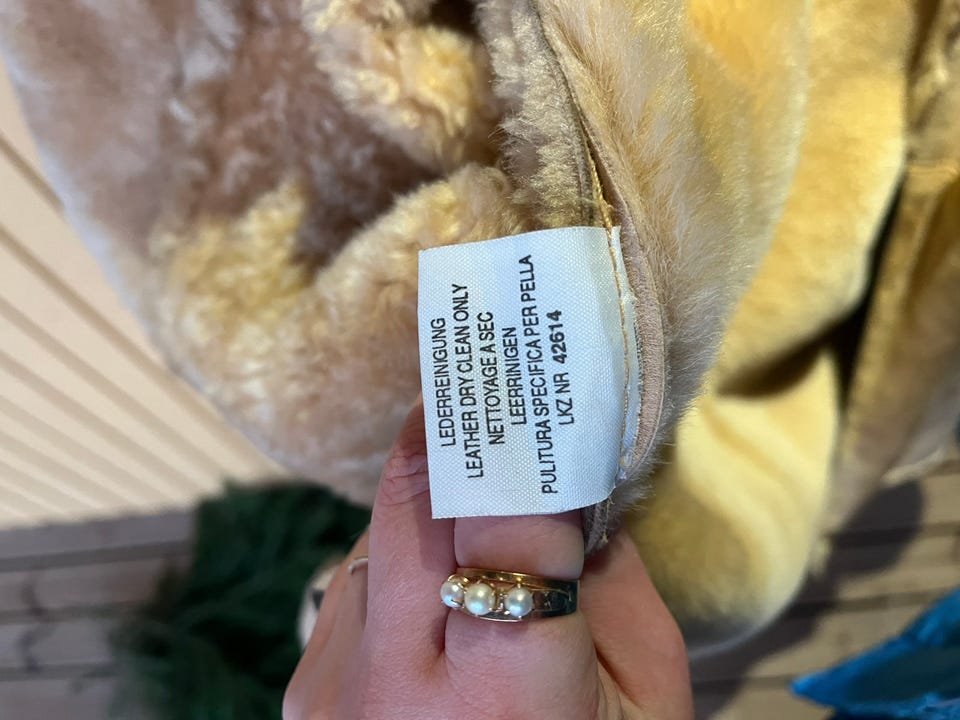 LEDERREINIGUNG
LEATHER DRY CLEAN ONLY
NETTOYAGE A SEC
LEERRINIGEN
PULITURA SPECIFICA PER PELLA
LKZ NR 42614